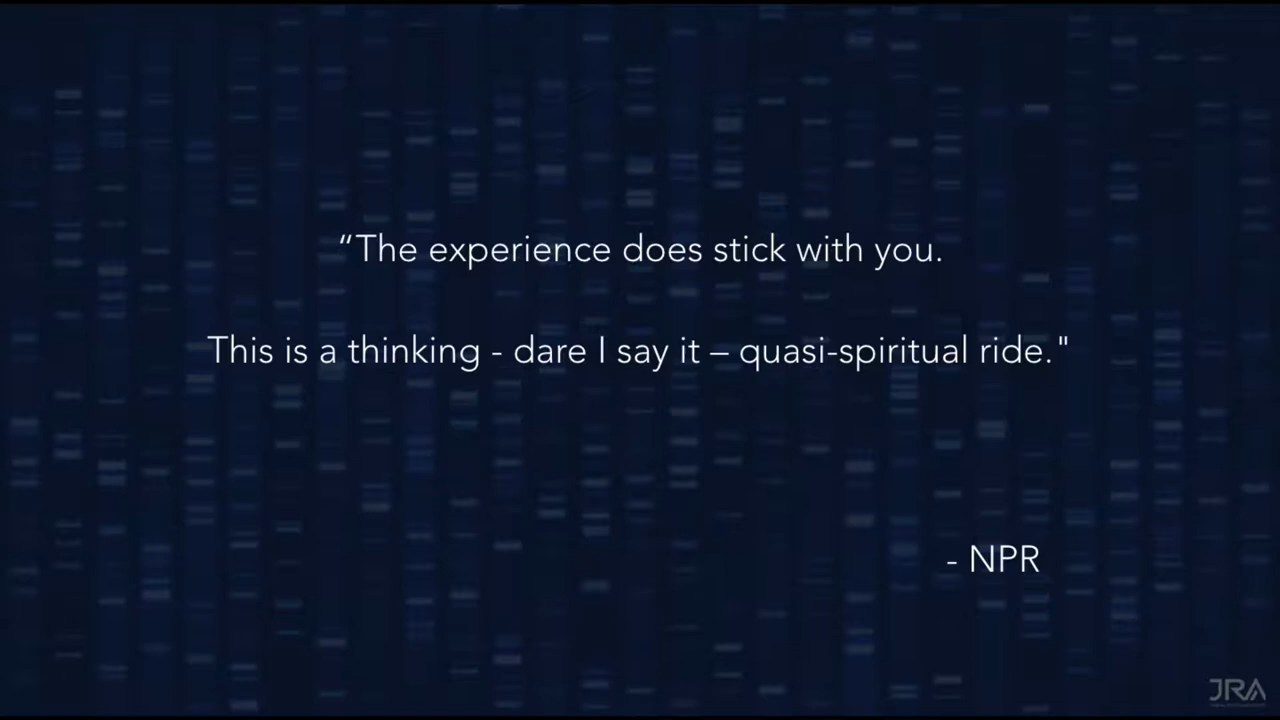 “The experience does stick with you.
This is a thinking - dare I say it – quasi-spiritual ride."
- NPR
JRA